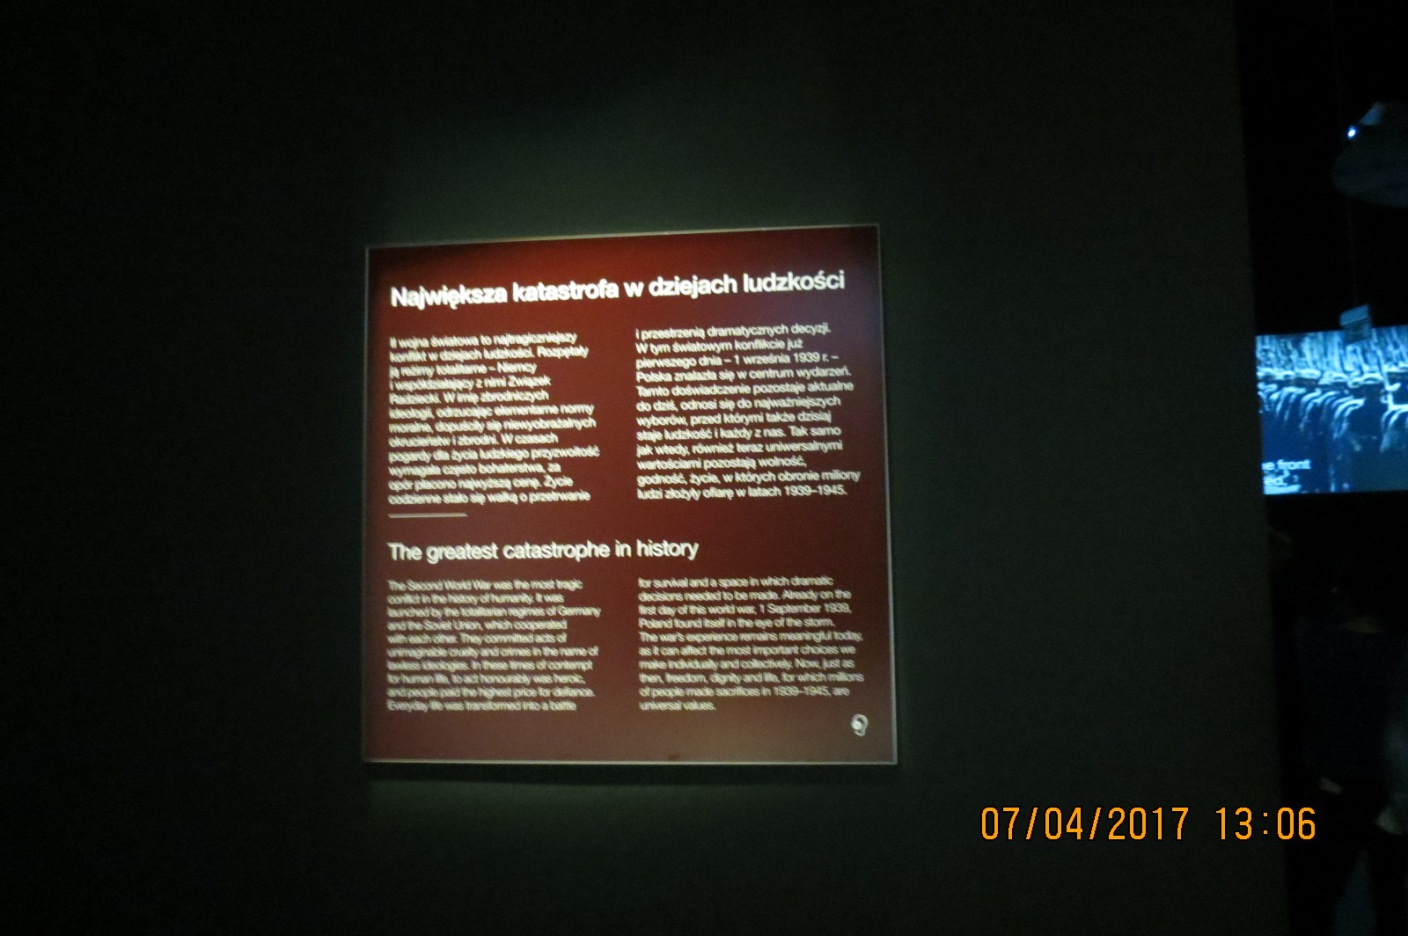 Największa katastrofa w dziejach ludzkości
II wojna światowa to najtragiczniejszy
konflikt w dziejach ludzkości. Rozpętały
ją reżimy totalitarne – Niemcy
i współdziałający z nimi Związek
Radziecki. W imię zbrodniczych
ideologii, odrzucając elementarne normy
moralne, dopuściły się niewyobrażalnych
okrucieństw i zbrodni. W czasach
pogardy dla życia ludzkiego przyzwoitość
wymagała często bohaterstwa, za
opór płacono najwyższą cenę. Życie
codzienne stało się walką o przetrwanie
i przestrzenią dramatycznych decyzji.
W tym światowym konflikcie już
pierwszego dnia – 1 września 1939 r. –
Polska znalazła się w centrum wydarzeń.
Tamto doświadczenie pozostaje aktualne
do dziś, odnosi się do najważniejszych
wyborów, przed którymi także dzisiaj
staje ludzkość i każdy z nas. Tak samo
jak wtedy, również teraz uniwersalnymi
wartościami pozostają wolność,
godność, życie, w których obronie miliony
ludzi złożyły ofiarę w latach 1939–1945.
The greatest catastrophe in history
The Second World War was the most tragic
conflict in the history of humanity. It was
launched by the totalitarian regimes of Germany
and the Soviet Union, which cooperated
with each other. They committed acts of
unimaginable cruelty and crimes in the name of
lawless ideologies. In these times of contempt
for human life, to act honourably was heroic,
and people paid the highest price for defiance.
Everyday life was transformed into a battle
for survival and a space in which dramatic
decisions needed to be made. Already on the
first day of this world war, 1 September 1939,
Poland found itself in the eye of the storm.
The war's experience remains meaningful today,
as it can affect the most important choices we
make individually and collectively. Now, just as
then, freedom, dignity and life, for which millions
of people made sacrifices in 1939–1945, are
universal values.
front
07/04/2017 13:06